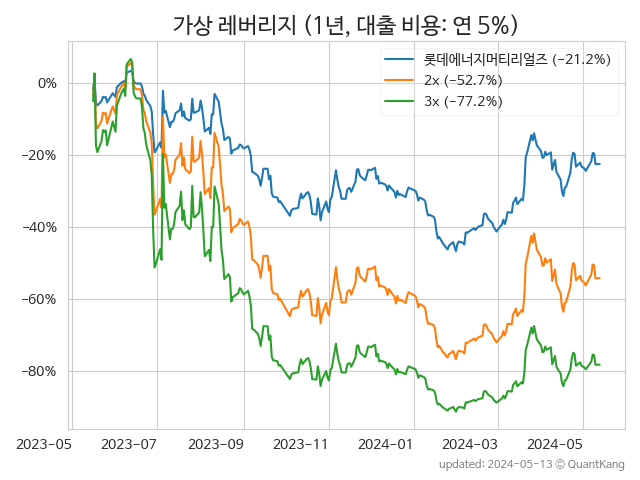 가상 레버리지 (1년, 대출 비용: 연 5%)
롯데에너지머티리얼즈 (−21.2%)
2x (−52.7%)
3x (−77.2%)
0%
−20%
−40%
−60%
−80%
2023-05 2023-07 2023-09 2023-11 2024-01 2024-03 2024-05
updated: 2024-05-13 © QuantKang